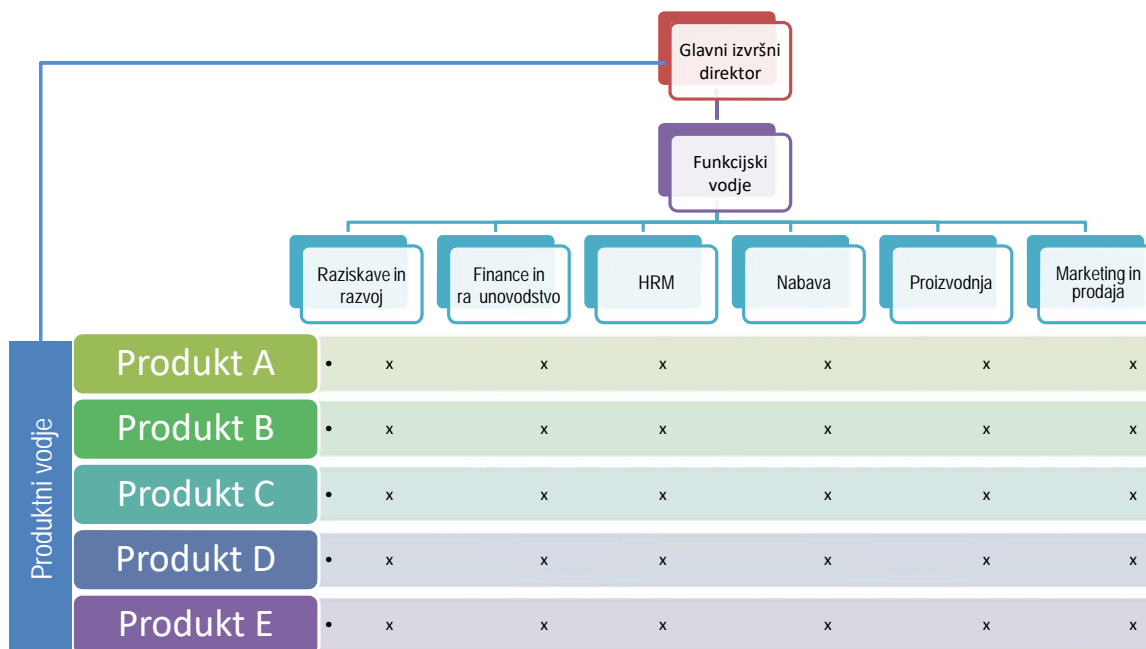 Glavni izvršni
direktor
Funkcijski
vodje
Raziskave in
razvoj
Finance in
ra unovodstvo
HRM
Nabava
Proizvodnja
Marketing in
prodaja
Produktni vodje
Produkt A
• x x x x x x
Produkt B
• x x x x x x
Produkt C
• x x x x x x
Produkt D
• x x x x x x
Produkt E
• x x x x x x